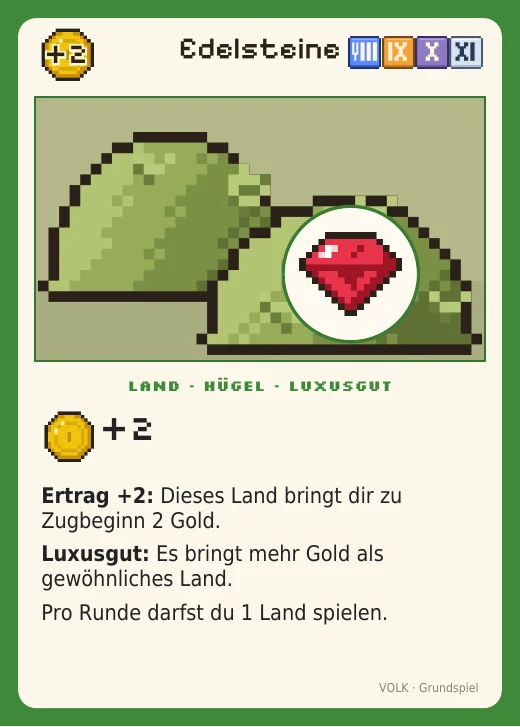 +2
Edelsteine VIII IX X XI
LAND · HÜGEL · LUXUSGUT
+2
Ertrag +2: Dieses Land bringt dir zu
Zugbeginn 2 Gold.
Luxusgut: Es bringt mehr Gold als
gewöhnliches Land.
Pro Runde darfst du 1 Land spielen.
VOLK · Grundspiel